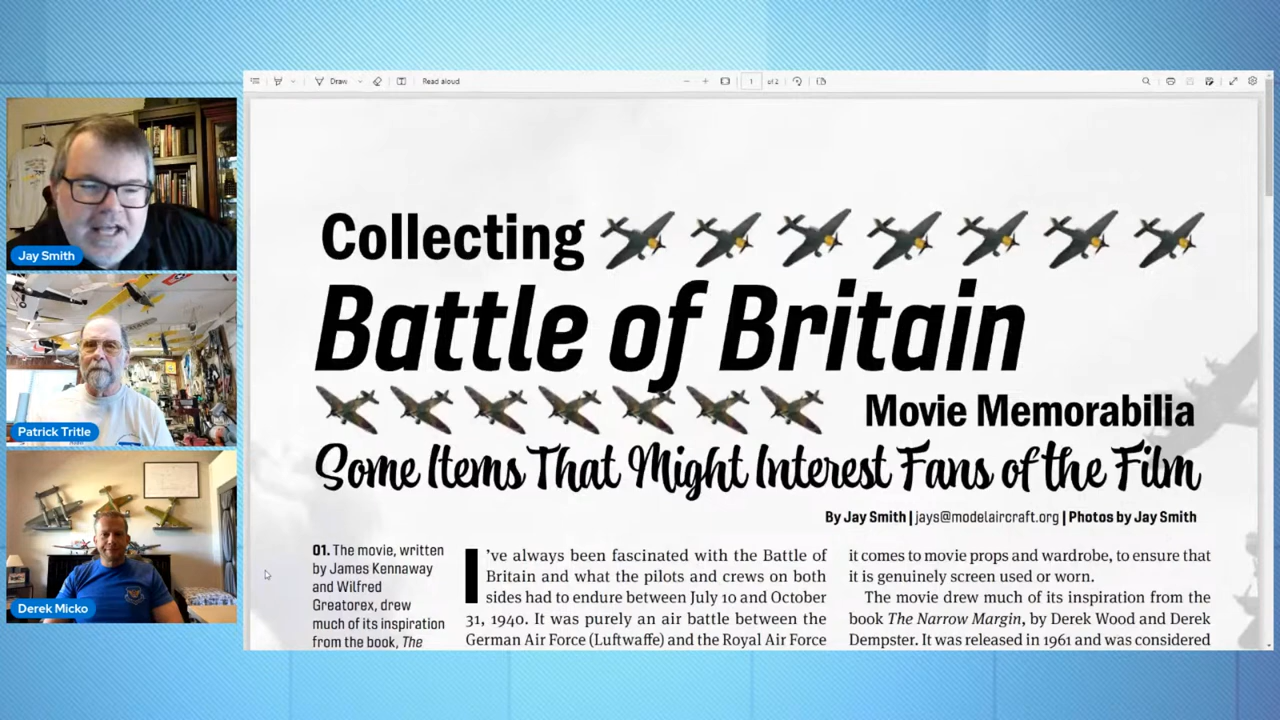 Draw
Read aloud
1 of 2
Jay Smith
Patrick Tritle
Derek Micko
Collecting
Battle of Britain
Movie Memorabilia
Some Items That Might Interest Fans of the Film
By Jay Smith | jays@modelaircraft.org | Photos by Jay Smith
01. The movie, written
by James Kennaway
and Wilfred
Greatorex, drew
much of its inspiration
from the book, The
I've always been fascinated with the Battle of
Britain and what the pilots and crews on both
sides had to endure between July 10 and October
31, 1940. It was purely an air battle between the
German Air Force (Luftwaffe) and the Royal Air Force
it comes to movie props and wardrobe, to ensure that
it is genuinely screen used or worn.
The movie drew much of its inspiration from the
book The Narrow Margin, by Derek Wood and Derek
Dempster. It was released in 1961 and was considered